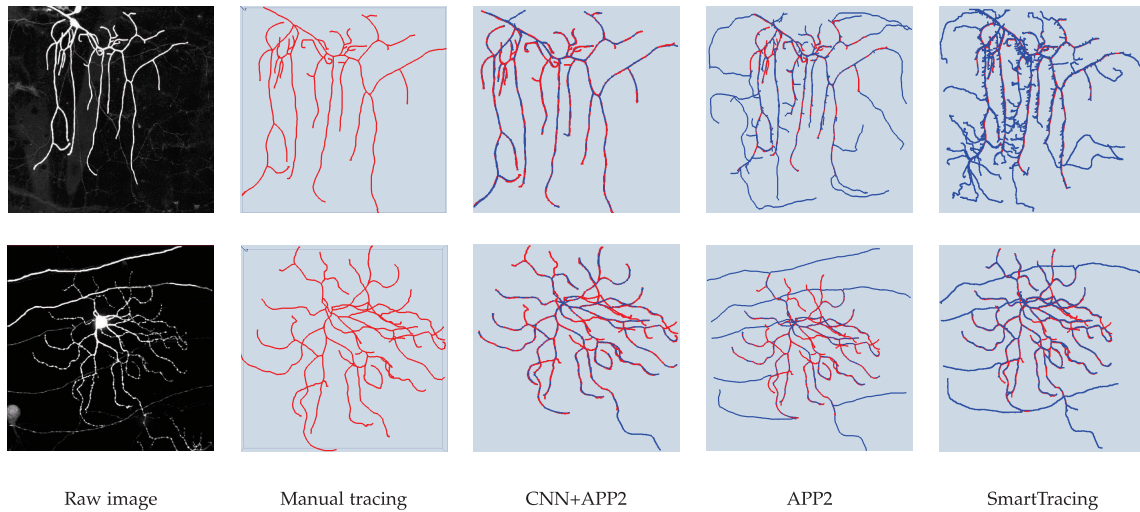 Raw image
Manual tracing
CNN+APP2
APP2
SmartTracing